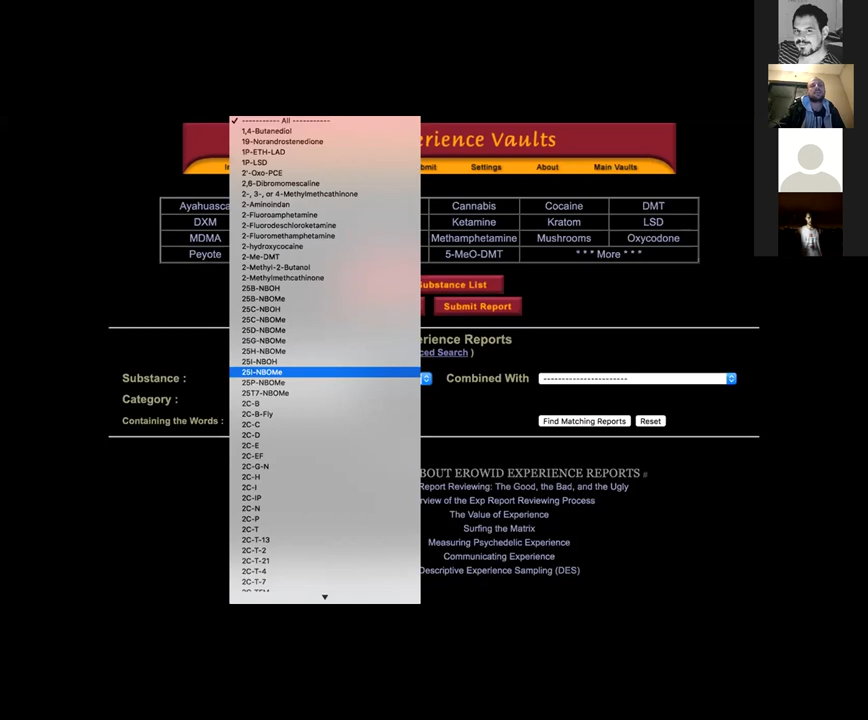 ----------- All -----------
1,4-Butanediol
19-Norandrostenedione
1P-ETH-LAD
1P-LSD
2'-Oxo-PCE
2,6-Dibromomescaline
2-, 3-, or 4-Methylmethcathinone
2-Aminoindan
2-Fluoroamphetamine
2-Fluorodeschloroketamine
2-Fluoromethamphetamine
2-hydroxycocaine
2-Me-DMT
2-Methyl-2-Butanol
2-Methylmethcathinone
25B-NBOH
25B-NBOMe
25C-NBOH
25C-NBOMe
25D-NBOMe
25G-NBOMe
25H-NBOMe
25I-NBOH
25I-NBOMe
25P-NBOMe
25T7-NBOMe
2C-B
2C-B-Fly
2C-C
2C-D
2C-E
2C-EF
2C-G-N
2C-H
2C-I
2C-IP
2C-N
2C-P
2C-T
2C-T-13
2C-T-2
2C-T-21
2C-T-4
2C-T-7
erience Vaults
In bmit Settings About Main Vaults
Ayahuasca Cannabis Cocaine DMT
DXM Ketamine Kratom LSD
MDMA Methamphetamine Mushrooms Oxycodone
Peyote 5-MeO-DMT * * * More * * *
ubstance List
Submit Report
erience Reports
ced Search )
Substance : Combined With ----------------------
Category :
Containing the Words : Find Matching Reports Reset
BOUT EROWID EXPERIENCE REPORTS #
Report Reviewing: The Good, the Bad, and the Ugly
rview of the Exp Report Reviewing Process
The Value of Experience
Surfing the Matrix
Measuring Psychedelic Experience
Communicating Experience
Descriptive Experience Sampling (DES)